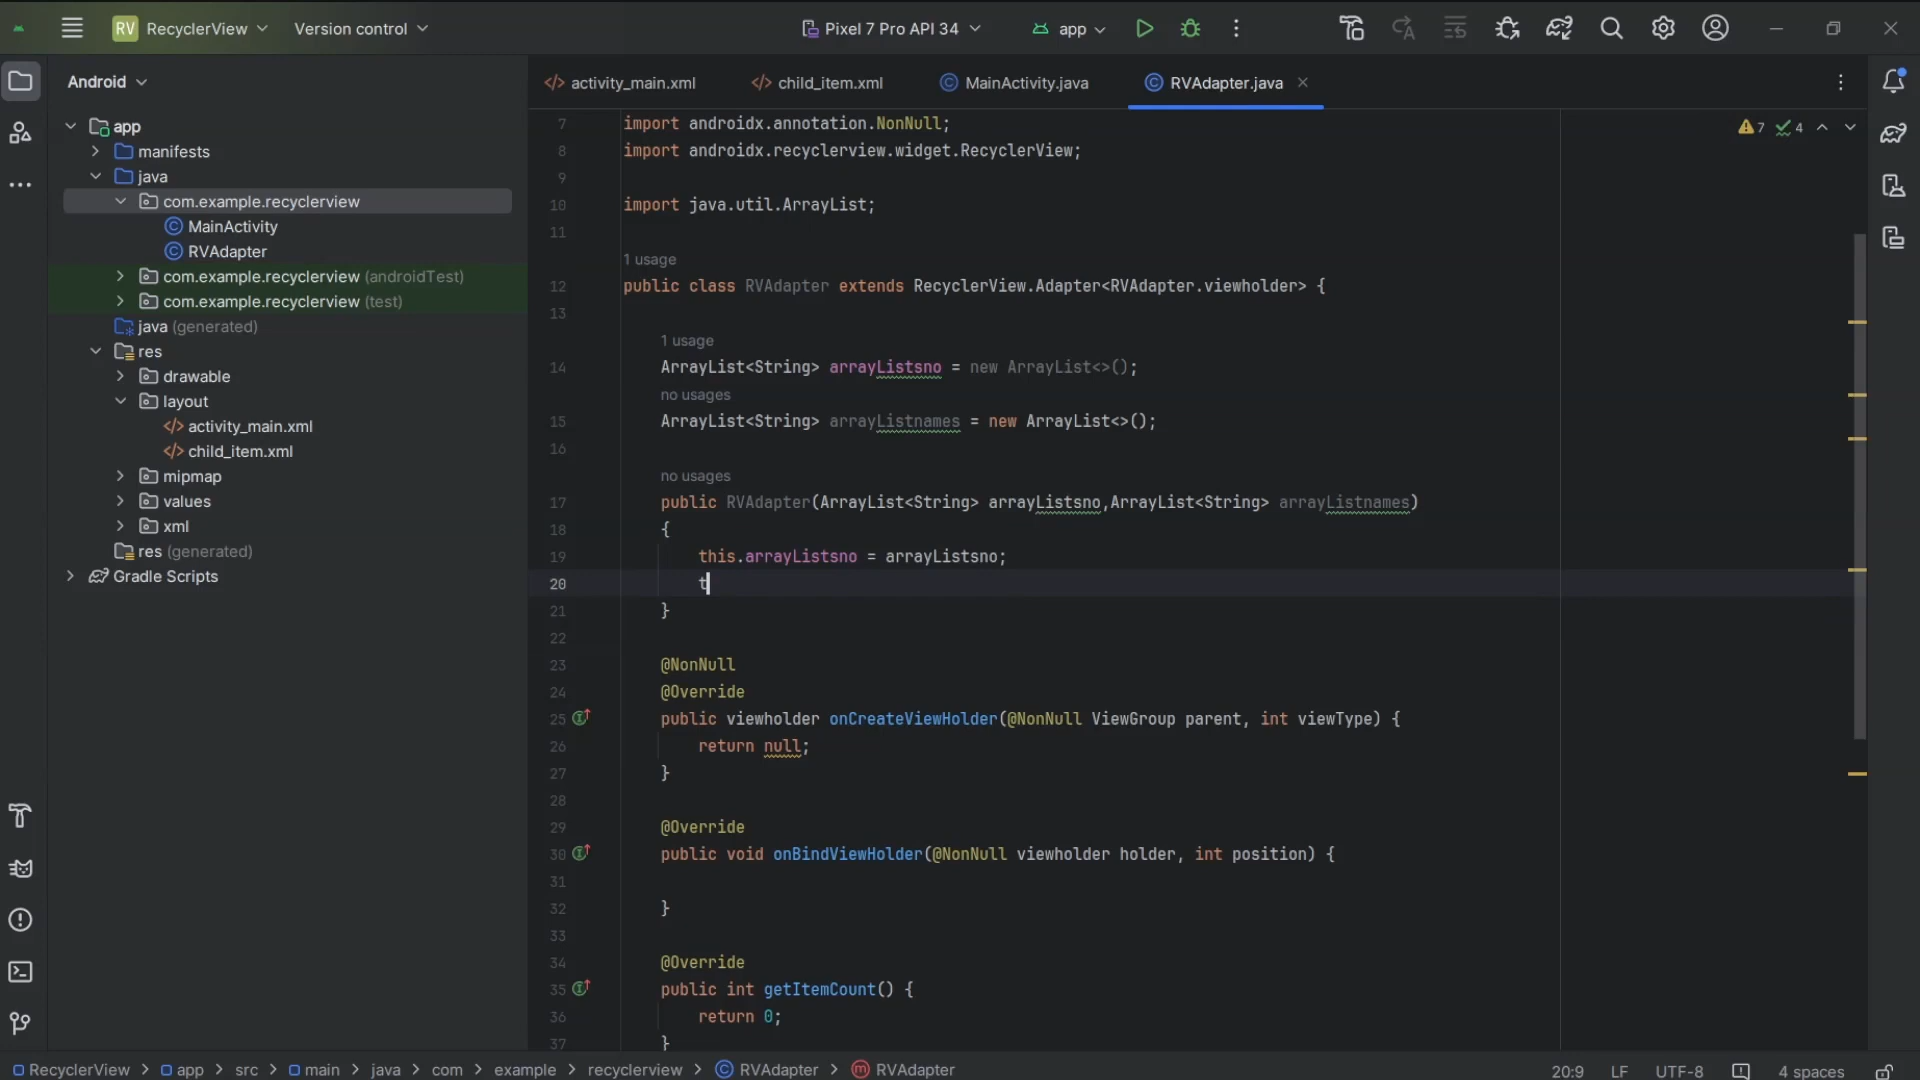 RV RecyclerView Version control Pixel 7 Pro API 34 app
Android
activity_main.xml child_item.xml MainActivity.java RVAdapter.java
app
manifests
java
com.example.recyclerview
MainActivity
RVAdapter
com.example.recyclerview (androidTest)
com.example.recyclerview (test)
java (generated)
res
drawable
layout
activity_main.xml
child_item.xml
mipmap
values
xml
res (generated)
Gradle Scripts
7 4
7 import androidx.annotation.NonNull;
8 import androidx.recyclerview.widget.RecyclerView;
9
10 import java.util.ArrayList;
11
1 usage
12 public class RVAdapter extends RecyclerView.Adapter<RVAdapter.viewholder> {
13
1 usage
14 ArrayList<String> arrayListsno = new ArrayList<>();
no usages
15 ArrayList<String> arrayListnames = new ArrayList<>();
16
no usages
17 public RVAdapter(ArrayList<String> arrayListsno,ArrayList<String> arrayListnames)
18 {
19 this.arrayListsno = arrayListsno;
20 t
21 }
22
23 @NonNull
24 @Override
25 public viewholder onCreateViewHolder(@NonNull ViewGroup parent, int viewType) {
26 return null;
27 }
28
29 @Override
30 public void onBindViewHolder(@NonNull viewholder holder, int position) {
31
32 }
33
34 @Override
35 public int getItemCount() {
36 return 0;
37 }
RecyclerView > app > src > main > java > com > example > recyclerview > RVAdapter > RVAdapter 20:9 LF UTF-8 4 spaces